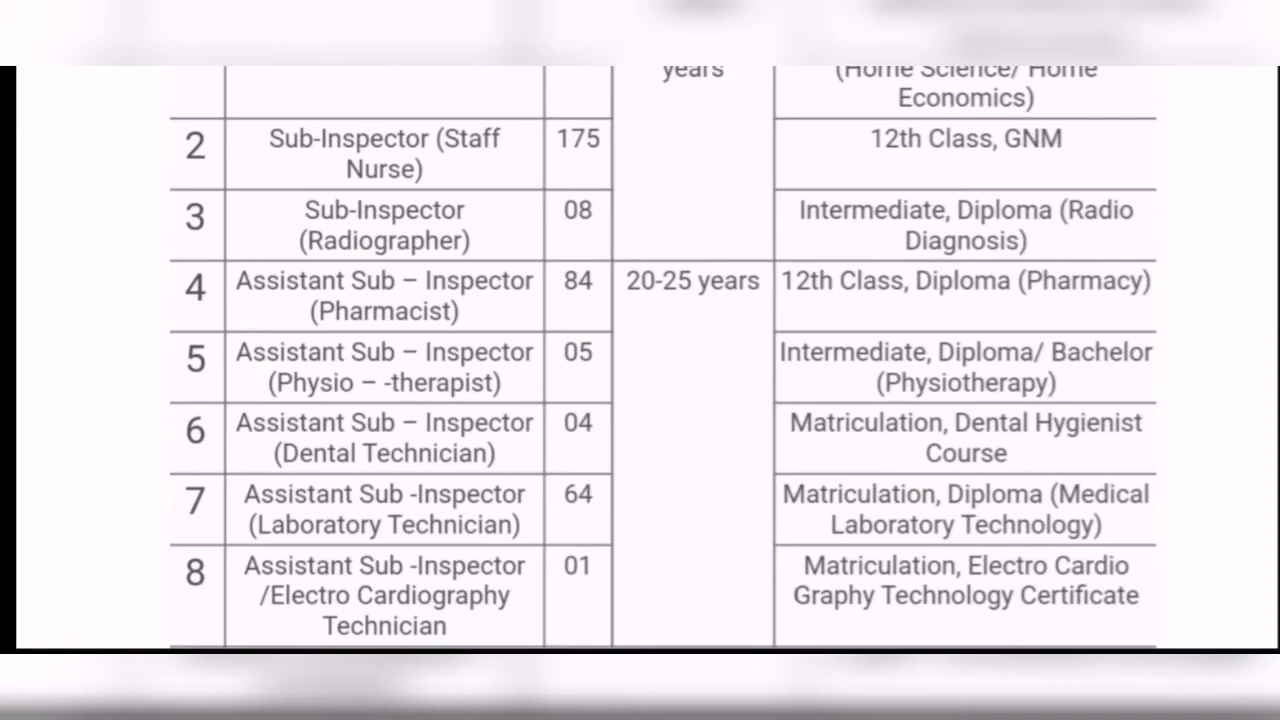 years
(Home Science/ Home
Economics)
2
Sub-Inspector (Staff
Nurse)
175
12th Class, GNM
3
Sub-Inspector
(Radiographer)
08
Intermediate, Diploma (Radio
Diagnosis)
4
Assistant Sub – Inspector
(Pharmacist)
84
20-25 years
12th Class, Diploma (Pharmacy)
5
Assistant Sub – Inspector
(Physio – -therapist)
05
Intermediate, Diploma/ Bachelor
(Physiotherapy)
6
Assistant Sub – Inspector
(Dental Technician)
04
Matriculation, Dental Hygienist
Course
7
Assistant Sub -Inspector
(Laboratory Technician)
64
Matriculation, Diploma (Medical
Laboratory Technology)
8
Assistant Sub -Inspector
/Electro Cardiography
Technician
01
Matriculation, Electro Cardio
Graphy Technology Certificate